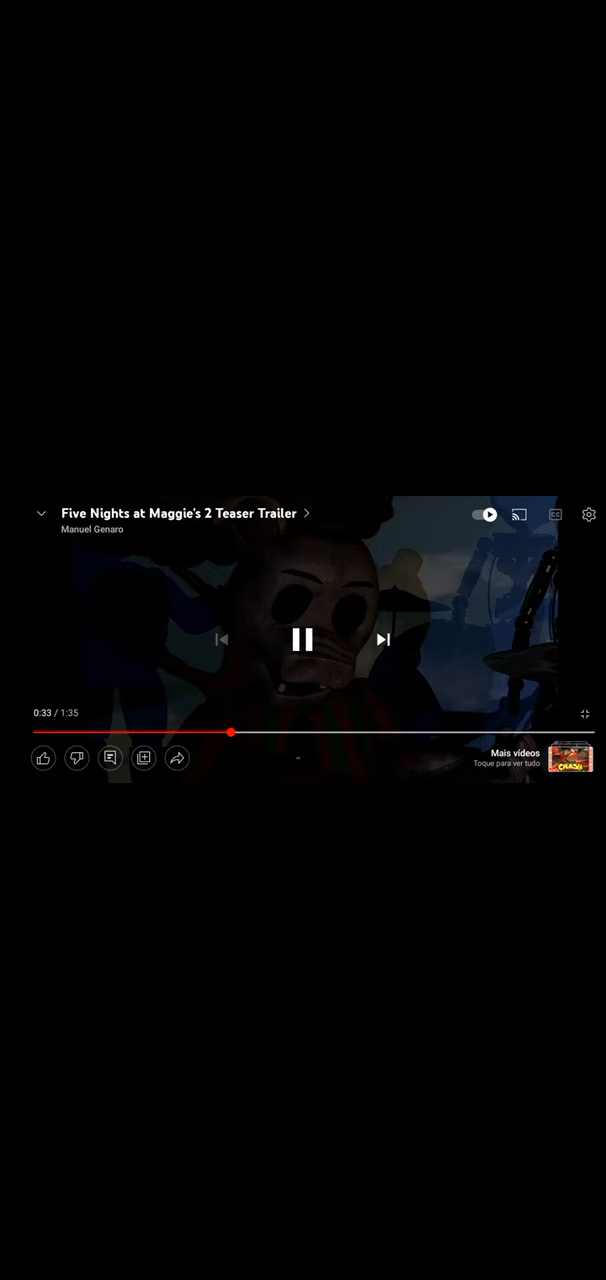 Five Nights at Maggie's 2 Teaser Trailer
Manuel Genaro
CC
0:33 / 1:35
Mais vídeos
Toque para ver tudo
CRASH